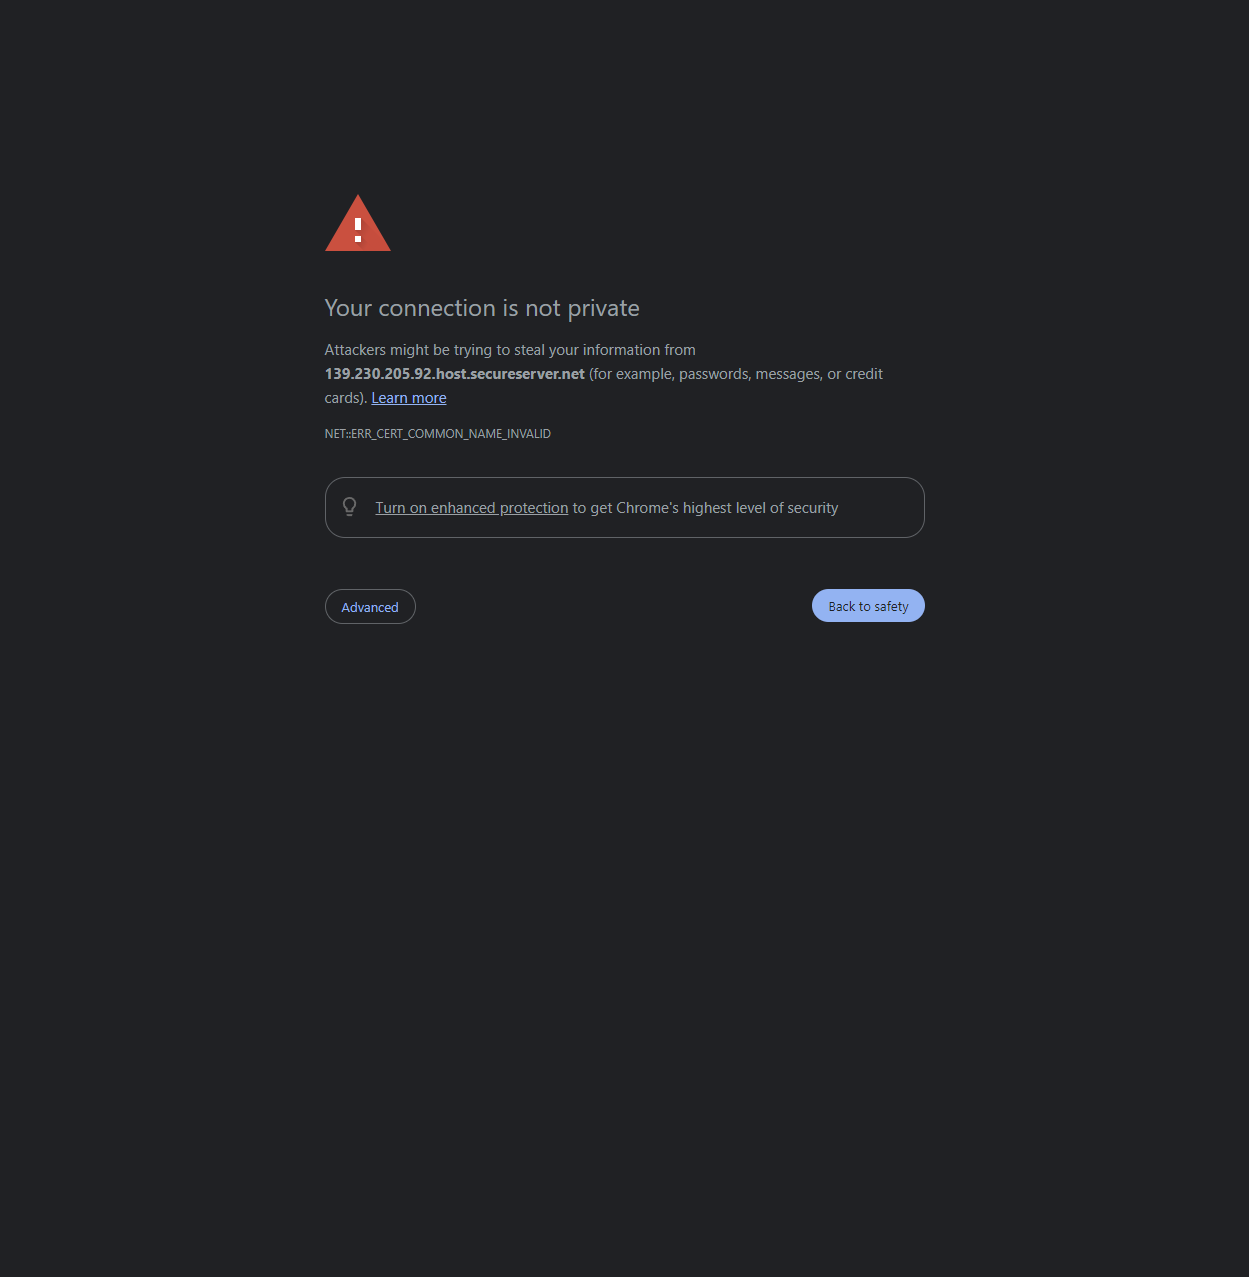 Your connection is not private
Attackers might be trying to steal your information from
139.230.205.92.host.secureserver.net (for example, passwords, messages, or credit
cards). Learn more
NET::ERR_CERT_COMMON_NAME_INVALID
Turn on enhanced protection to get Chrome's highest level of security
Advanced
Back to safety